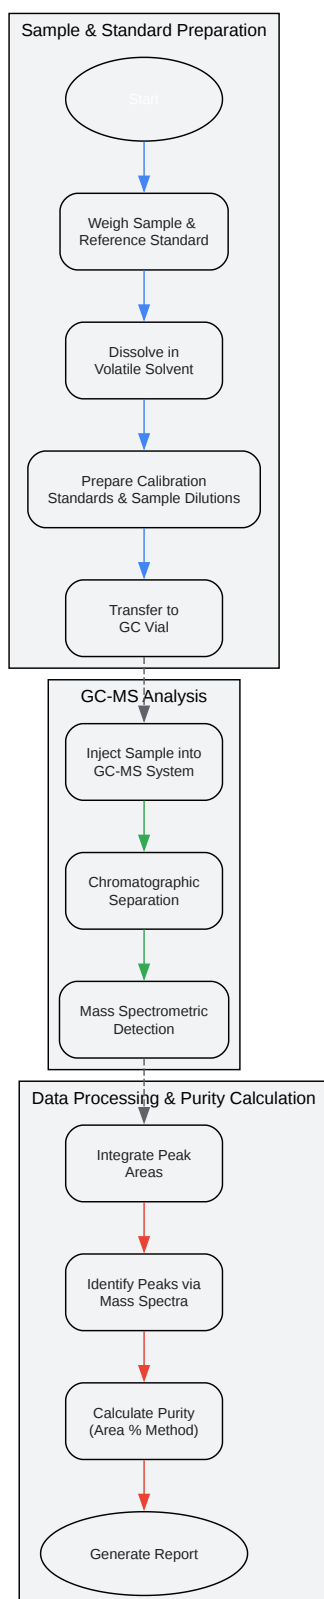 Sample & Standard Preparation
Start
Weigh Sample &
Reference Standard
Dissolve in
Volatile Solvent
Prepare Calibration
Standards & Sample Dilutions
Transfer to
GC Vial
GC-MS Analysis
Inject Sample into
GC-MS System
Chromatographic
Separation
Mass Spectrometric
Detection
Data Processing & Purity Calculation
Integrate Peak
Areas
Identify Peaks via
Mass Spectra
Calculate Purity
(Area % Method)
Generate Report